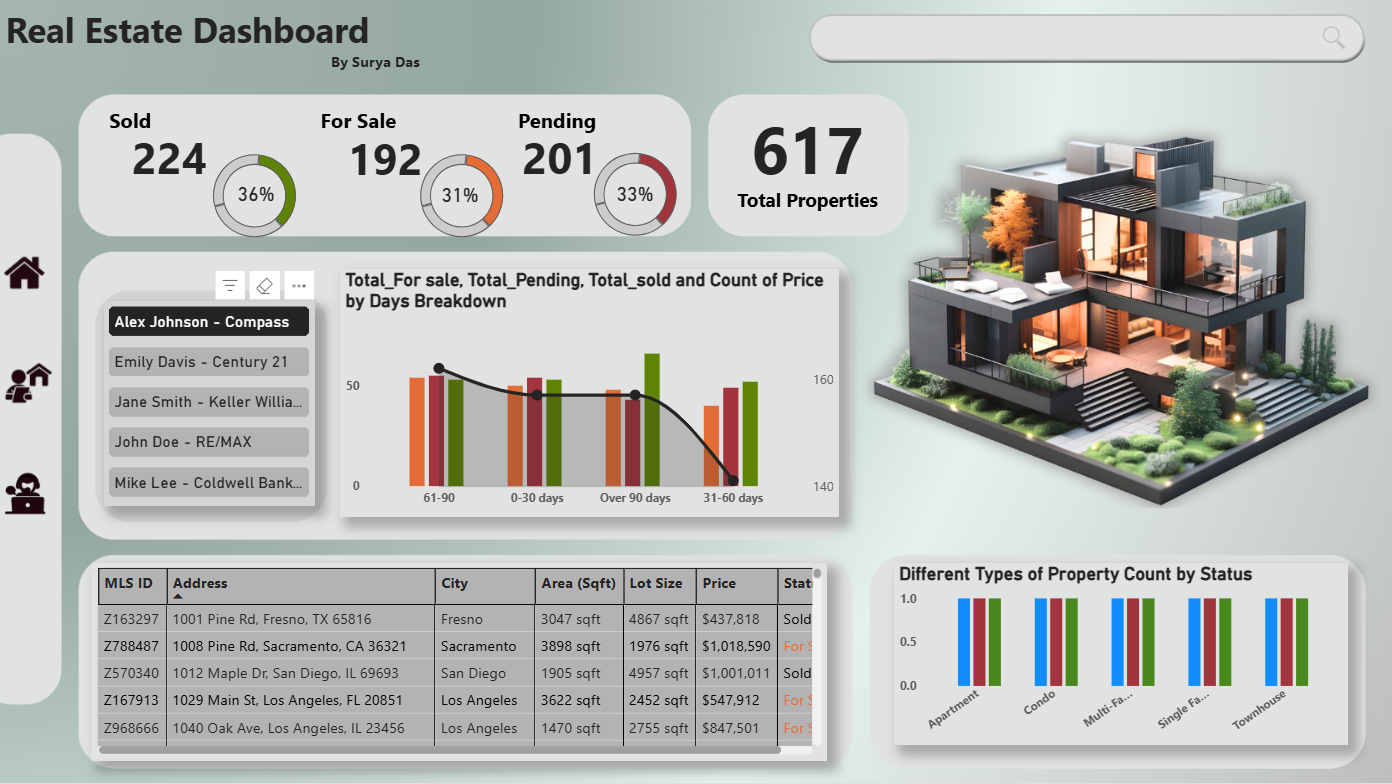 Real Estate Dashboard
By Surya Das
Sold
224
36%
For Sale
192
31%
Pending
201
33%
617
Total Properties
Alex Johnson - Compass
Emily Davis - Century 21
Jane Smith - Keller Willia...
John Doe - RE/MAX
Mike Lee - Coldwell Bank...
Total_For sale, Total_Pending, Total_sold and Count of Price
by Days Breakdown
50
0
160
140
61-90 0-30 days Over 90 days 31-60 days
MLS ID Address City Area (Sqft) Lot Size Price Stat
Z163297 1001 Pine Rd, Fresno, TX 65816 Fresno 3047 sqft 4867 sqft $437,818 Sold
Z788487 1008 Pine Rd, Sacramento, CA 36321 Sacramento 3898 sqft 1976 sqft $1,018,590 For S
Z570340 1012 Maple Dr, San Diego, IL 69693 San Diego 1905 sqft 4957 sqft $1,001,011 Sold
Z167913 1029 Main St, Los Angeles, FL 20851 Los Angeles 3622 sqft 2452 sqft $547,912 For S
Z968666 1040 Oak Ave, Los Angeles, IL 23456 Los Angeles 1470 sqft 2755 sqft $847,501 For S
Different Types of Property Count by Status
1.0
0.5
0.0
Apartment Condo Multi-Fa... Single Fa... Townhouse